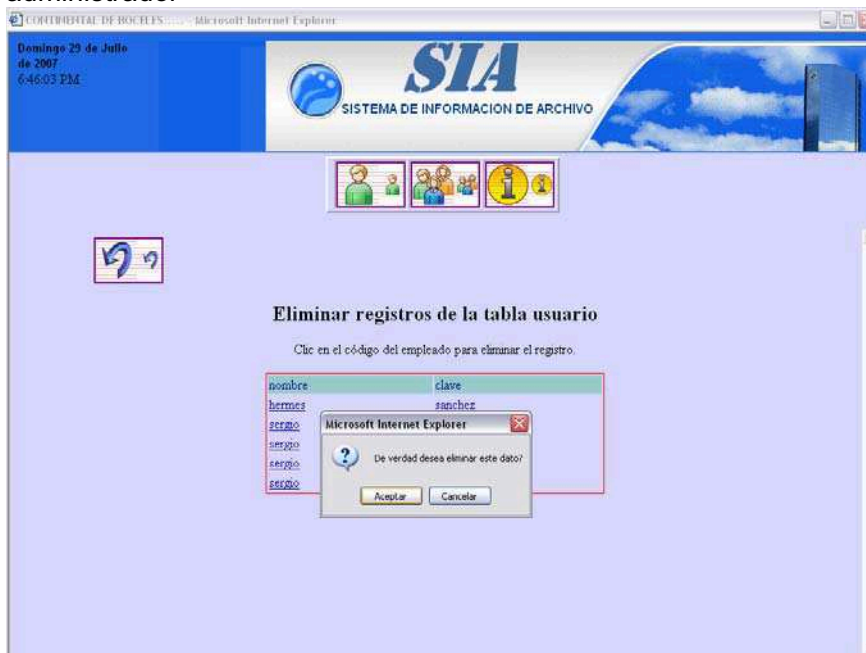 administrador
CONTINENTAL DE BOCELES..... - Microsoft Internet Explorer
Domingo 29 de Julio
de 2007
6:46:03 PM
SIA
SISTEMA DE INFORMACION DE ARCHIVO
Eliminar registros de la tabla usuario
Clic en el código del empleado para eliminar el registro.
nombre clave
hermes sanchez
sergio
sergio
sergio
sergio
Microsoft Internet Explorer
De verdad desea eliminar este dato?
Aceptar Cancelar